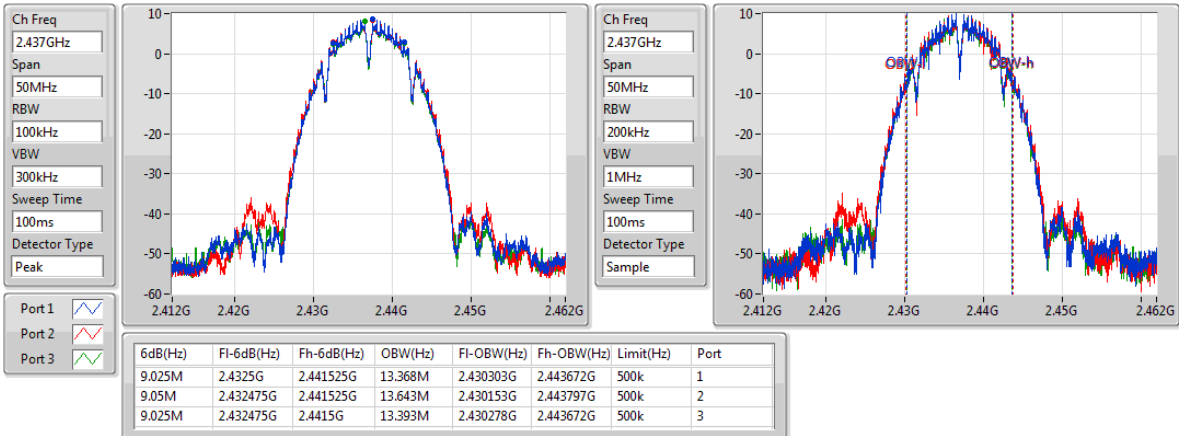 Ch Freq
2.437GHz
Span
50MHz
RBW
100kHz
VBW
300kHz
Sweep Time
100ms
Detector Type
Peak
10
0
-10
-20
-30
-40
-50
-60
2.412G 2.42G 2.43G 2.44G 2.45G 2.462G
Ch Freq
2.437GHz
Span
50MHz
RBW
200kHz
VBW
1MHz
Sweep Time
100ms
Detector Type
Sample
10
0
-10
-20
-30
-40
-50
-60
OBW-l OBW-h
2.412G 2.42G 2.43G 2.44G 2.45G 2.462G
Port 1
Port 2
Port 3
6dB(Hz) Fl-6dB(Hz) Fh-6dB(Hz) OBW(Hz) Fl-OBW(Hz) Fh-OBW(Hz) Limit(Hz) Port
9.025M 2.4325G 2.441525G 13.368M 2.430303G 2.443672G 500k 1
9.05M 2.432475G 2.441525G 13.643M 2.430153G 2.443797G 500k 2
9.025M 2.432475G 2.4415G 13.393M 2.430278G 2.443672G 500k 3